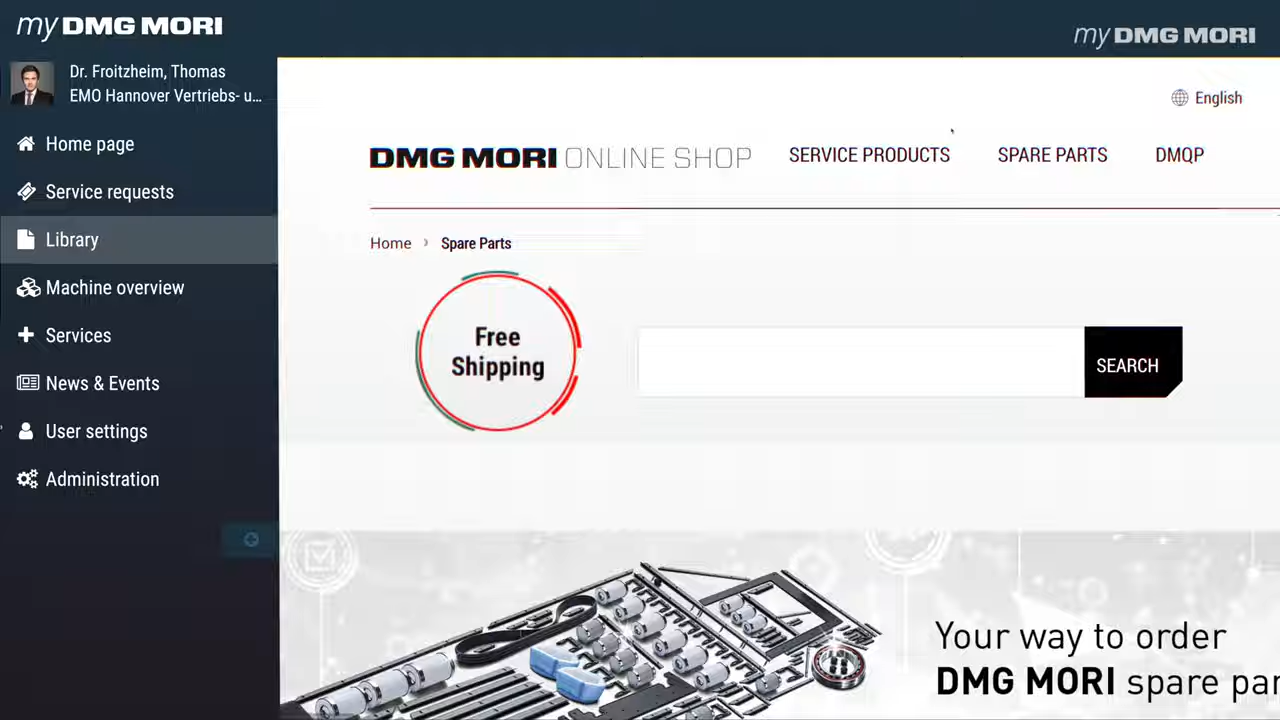 my DMG MORI
my DMG MORI
Dr. Froitzheim, Thomas
EMO Hannover Vertriebs- u...
Home page
Service requests
Library
Machine overview
Services
News & Events
User settings
Administration
English
DMG MORI ONLINE SHOP
SERVICE PRODUCTS
SPARE PARTS
DMQP
Home › Spare Parts
Free
Shipping
SEARCH
Your way to order
DMG MORI spare par